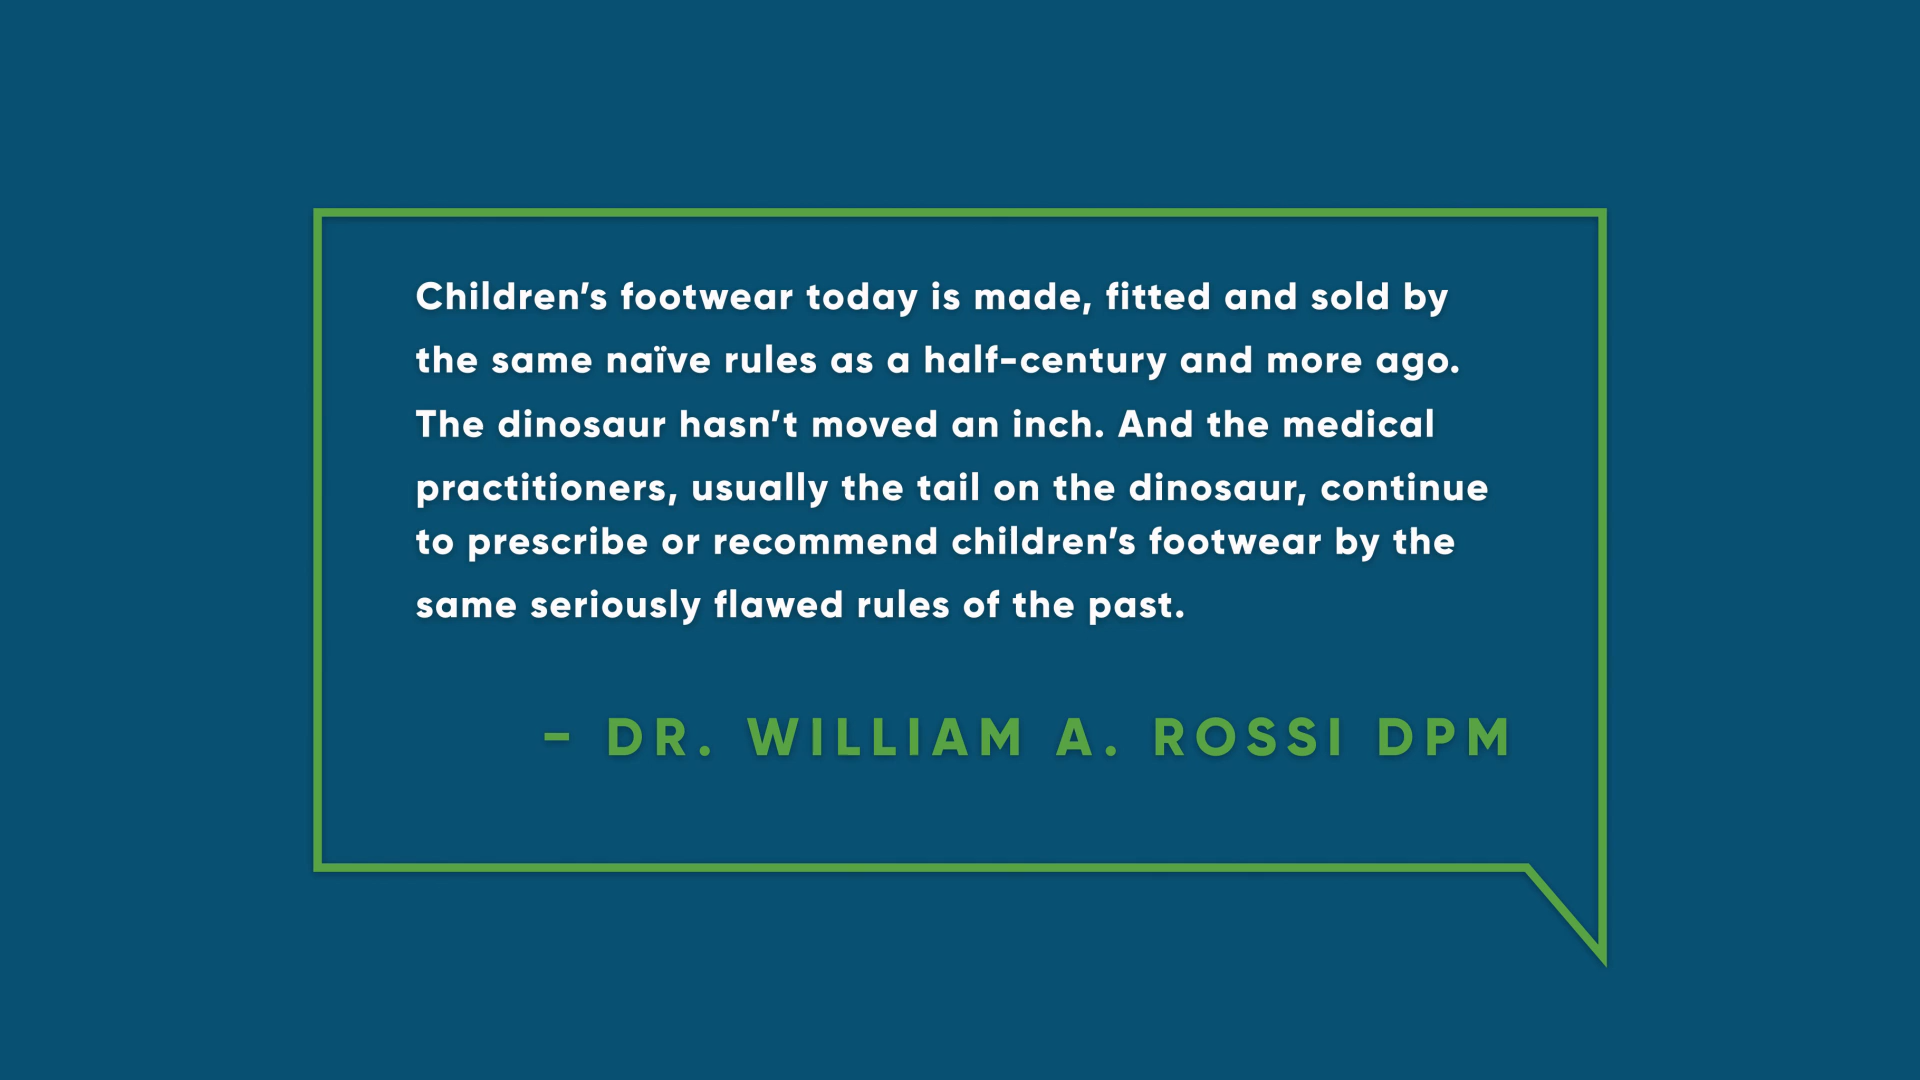 Children’s footwear today is made, fitted and sold by
the same naïve rules as a half-century and more ago.
The dinosaur hasn’t moved an inch. And the medical
practitioners, usually the tail on the dinosaur, continue
to prescribe or recommend children’s footwear by the
same seriously flawed rules of the past.
– DR. WILLIAM A. ROSSI DPM